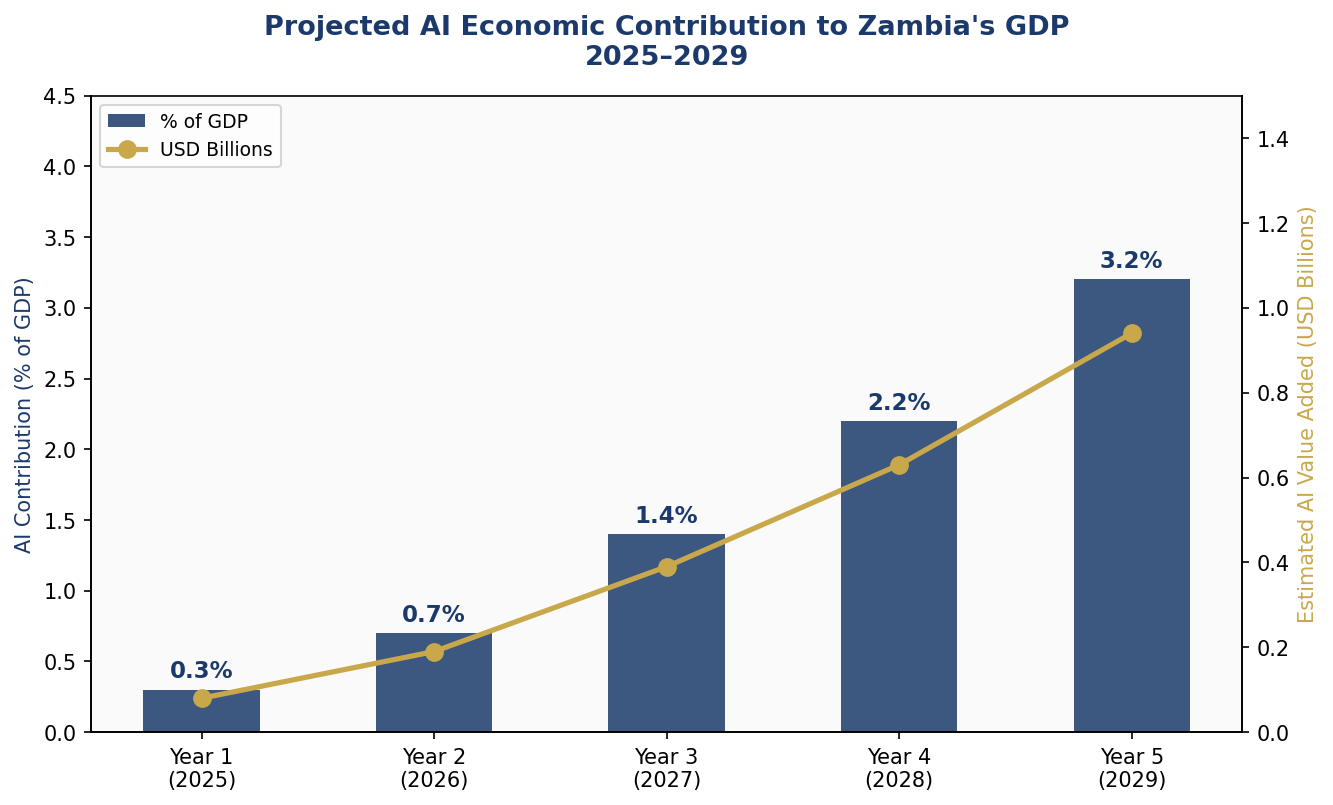 Projected AI Economic Contribution to Zambia's GDP
2025–2029
% of GDP
USD Billions
AI Contribution (% of GDP)
4.5
4.0
3.5
3.0
2.5
2.0
1.5
1.0
0.5
0.0
0.3%
0.7%
1.4%
2.2%
3.2%
1.4
1.2
1.0
0.8
0.6
0.4
0.2
0.0
Estimated AI Value Added (USD Billions)
Year 1
(2025)
Year 2
(2026)
Year 3
(2027)
Year 4
(2028)
Year 5
(2029)